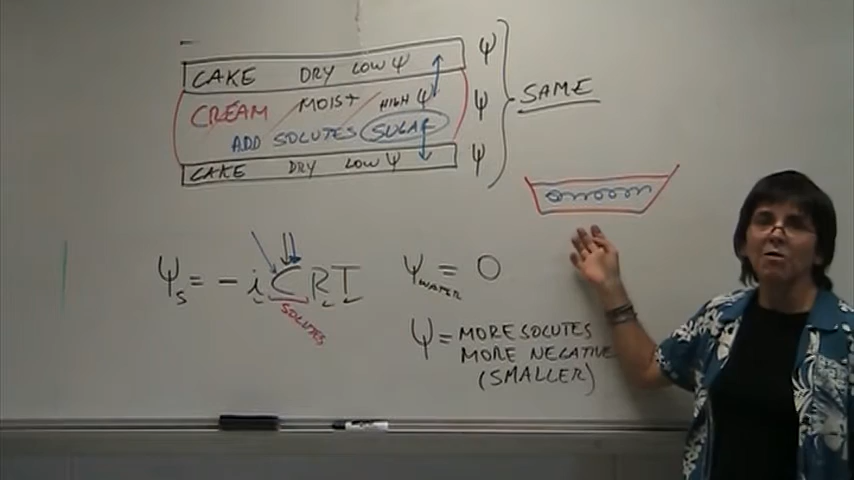 CAKE DRY LOW Ψ Ψ
CREAM MOIST HIGH Ψ Ψ SAME
ADD SOLUTES SUGAR
CAKE DRY LOW Ψ Ψ
Ψs = - iCRT
SOLUTES
Ψwater = 0
Ψ = MORE SOLUTES
MORE NEGATIVE
(SMALLER)